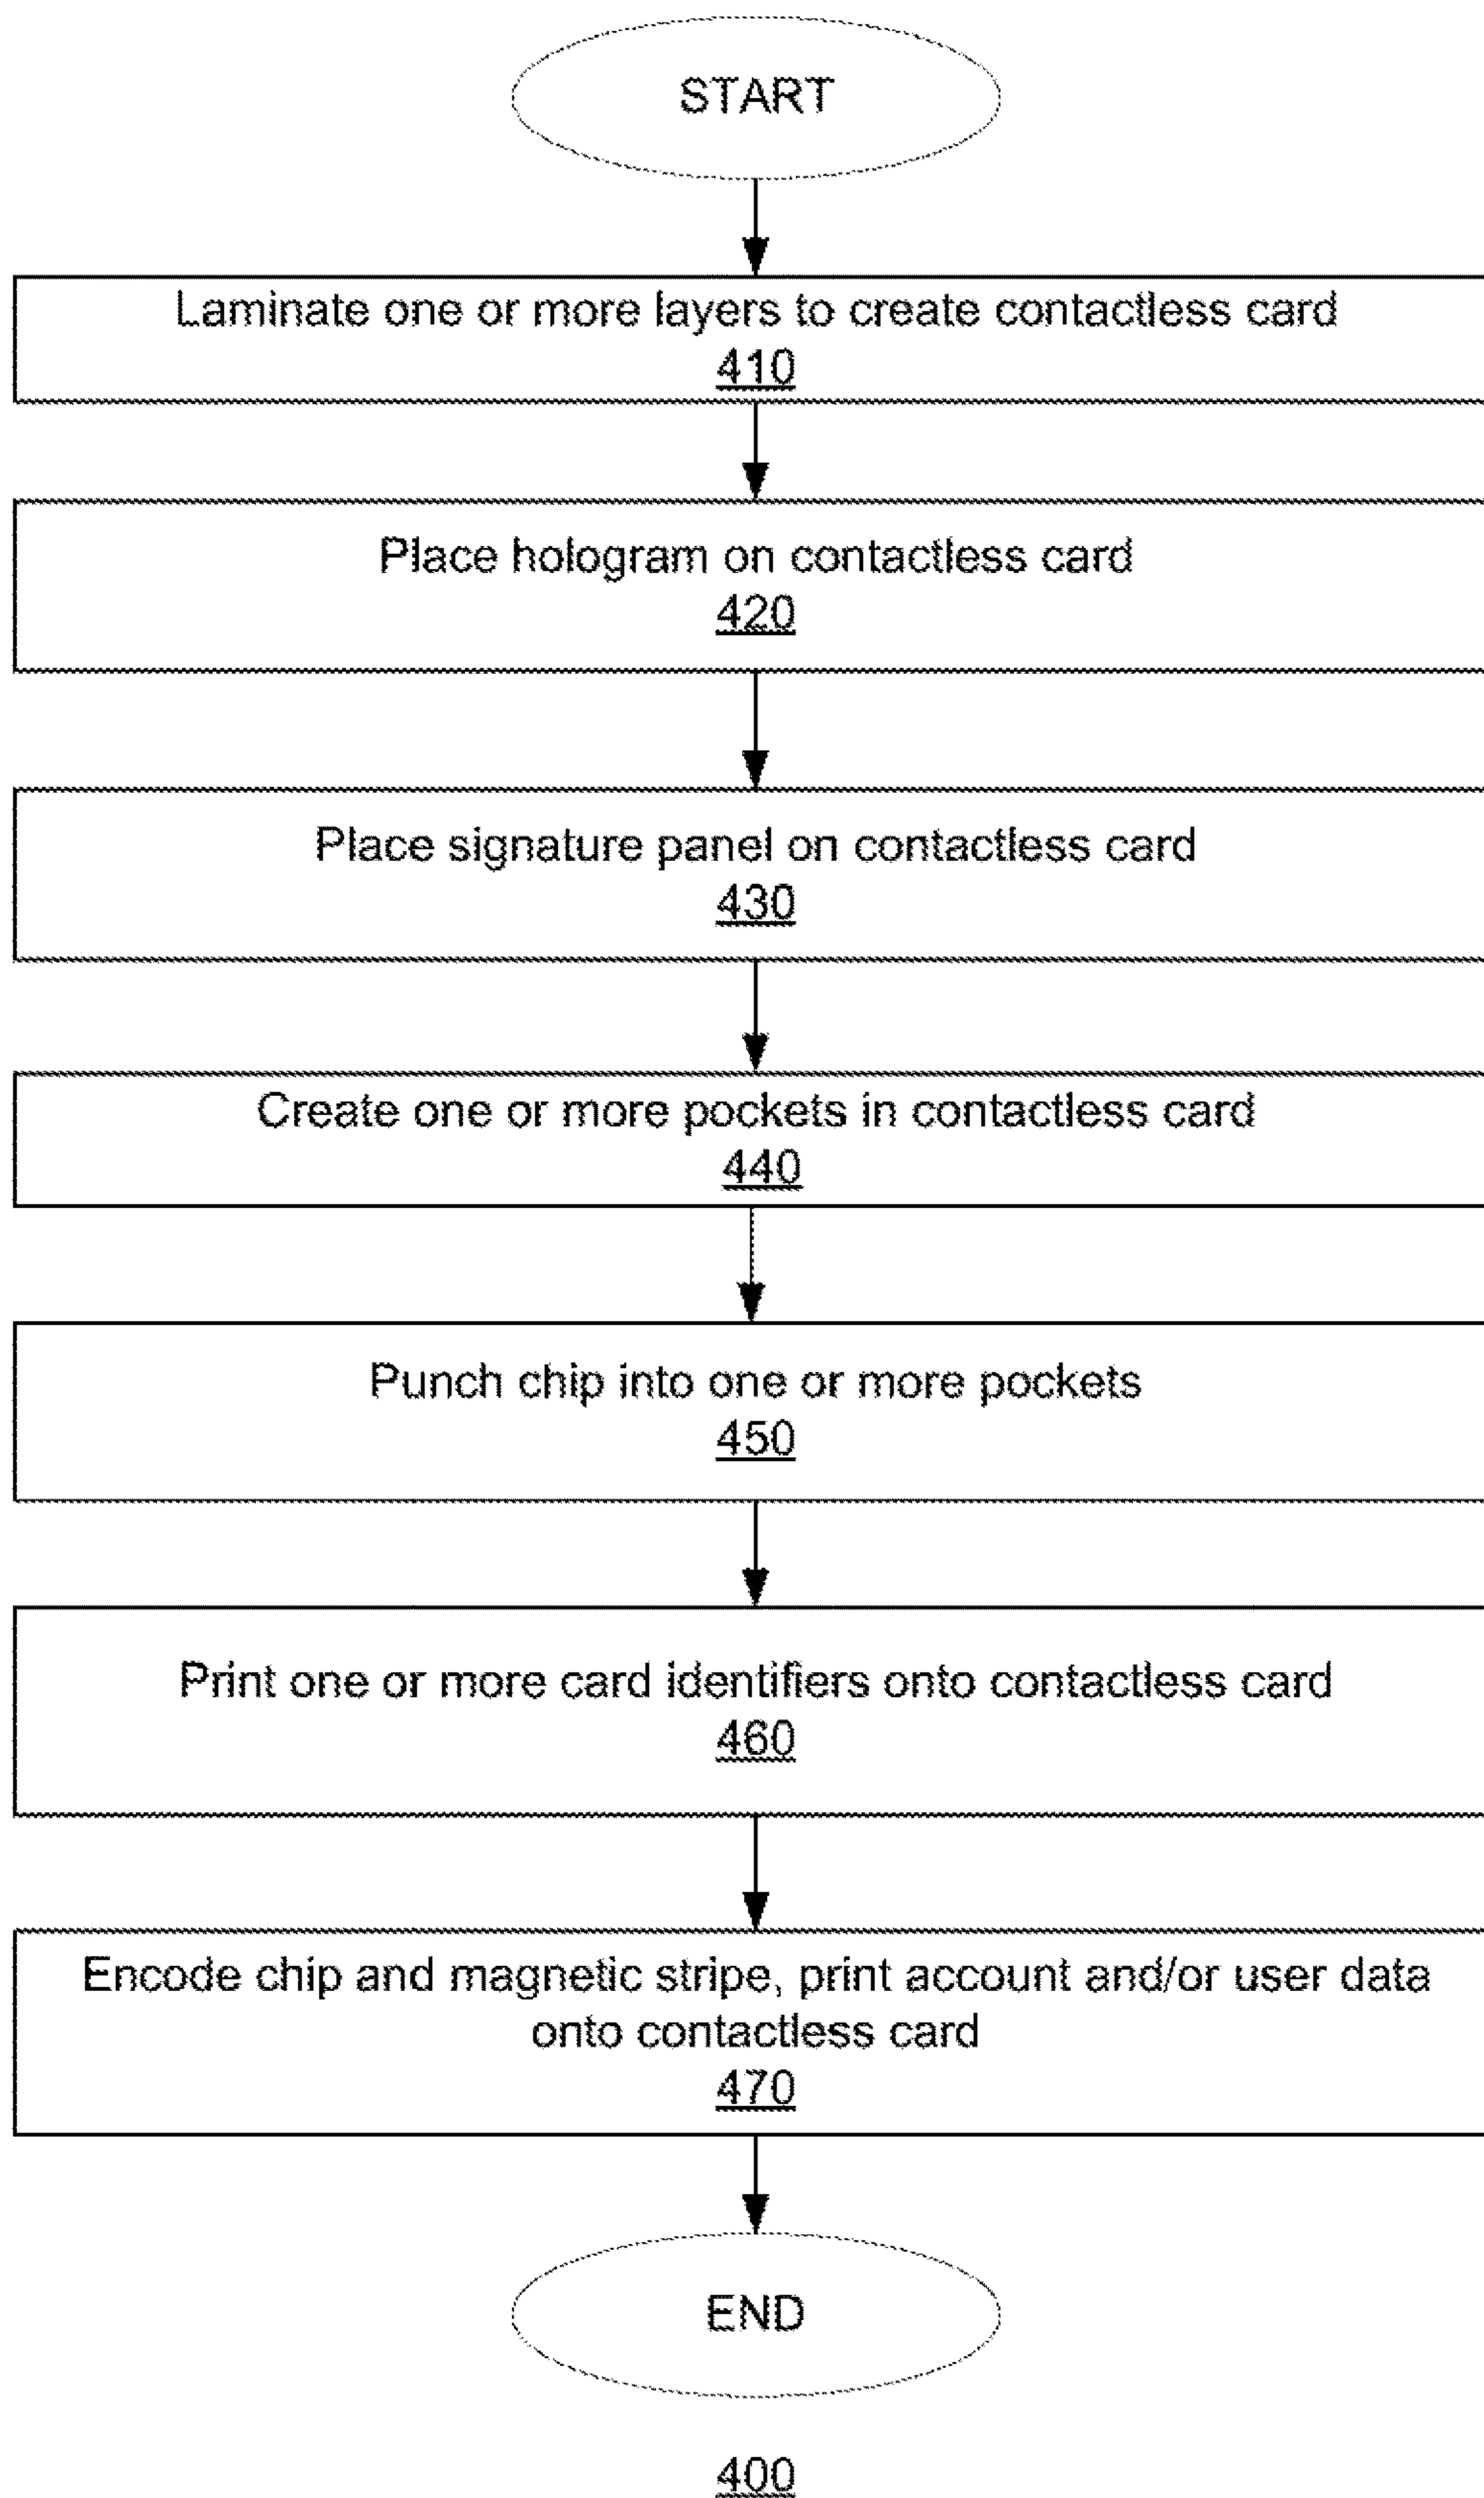 START
Laminate one or more layers to create contactless card
410
Place hologram on contactless card
420
Place signature panel on contactless card
430
Create one or more pockets in contactless card
440
Punch chip into one or more pockets
450
Print one or more card identifiers onto contactless card
460
Encode chip and magnetic stripe, print account and/or user data
onto contactless card
470
END
400